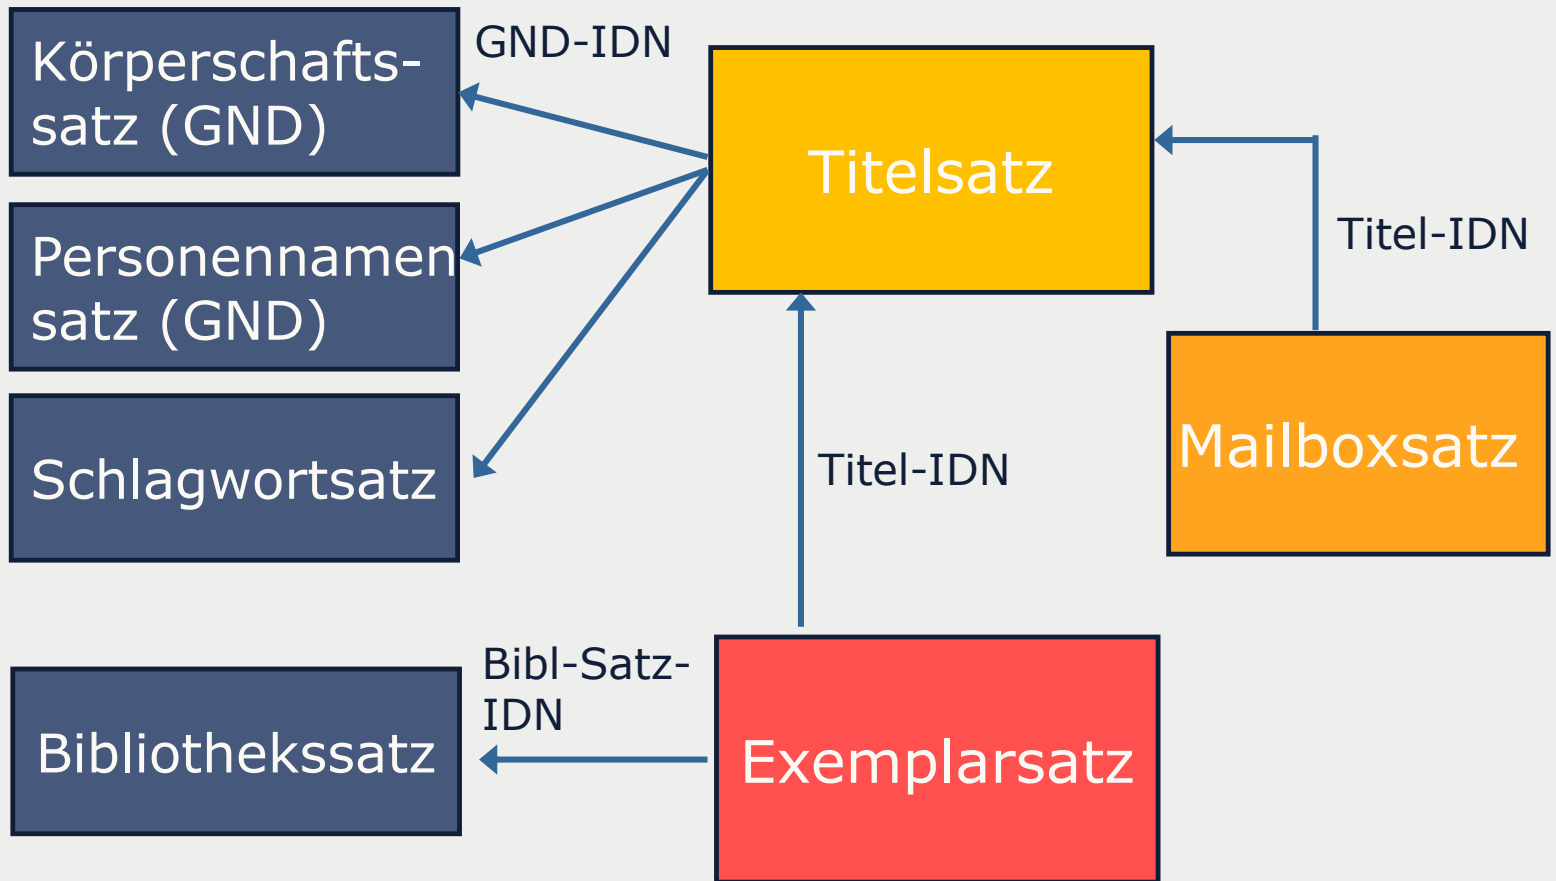 Körperschafts-
satz (GND)
GND-IDN
Titelsatz
Personennamen
satz (GND)
Titel-IDN
Schlagwortsatz
Titel-IDN
Mailboxsatz
Bibl-Satz-
IDN
Bibliothekssatz
Exemplarsatz